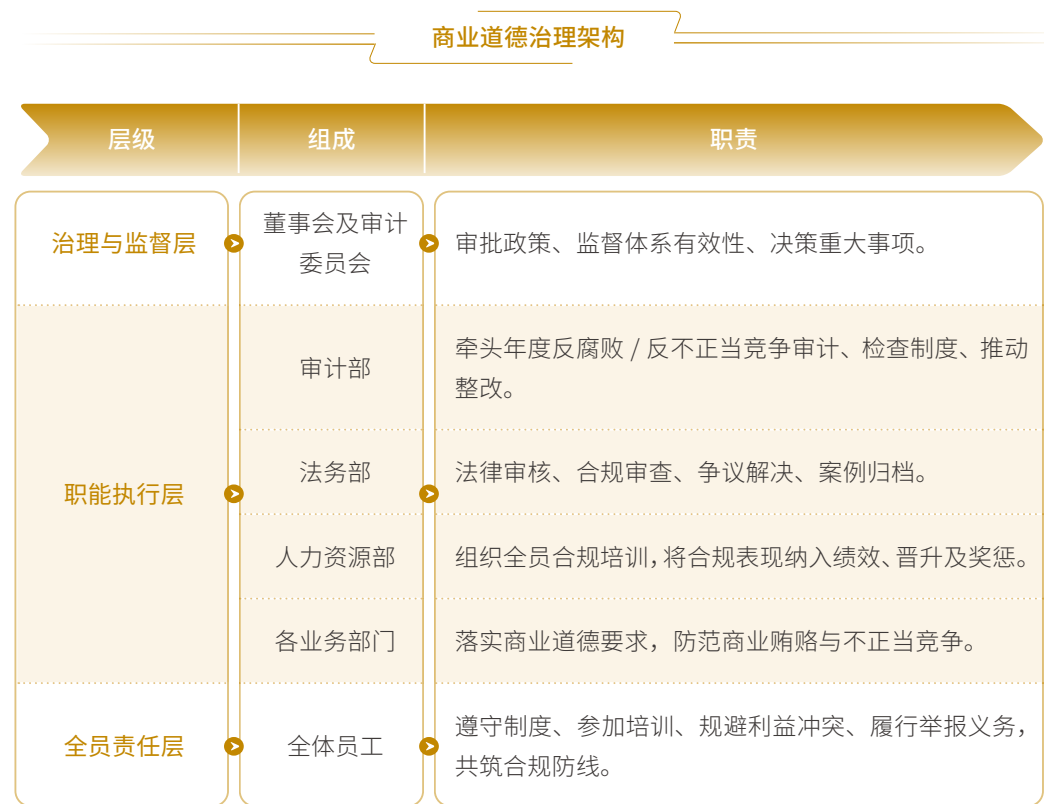 商业道德治理架构
层级
组成
职责
治理与监督层
董事会及审计
委员会
审批政策、监督体系有效性、决策重大事项。
职能执行层
审计部
牵头年度反腐败 / 反不正当竞争审计、检查制度、推动
整改。
法务部
法律审核、合规审查、争议解决、案例归档。
人力资源部
组织全员合规培训，将合规表现纳入绩效、晋升及奖惩。
各业务部门
落实商业道德要求，防范商业贿赂与不正当竞争。
全员责任层
全体员工
遵守制度、参加培训、规避利益冲突、履行举报义务，
共筑合规防线。